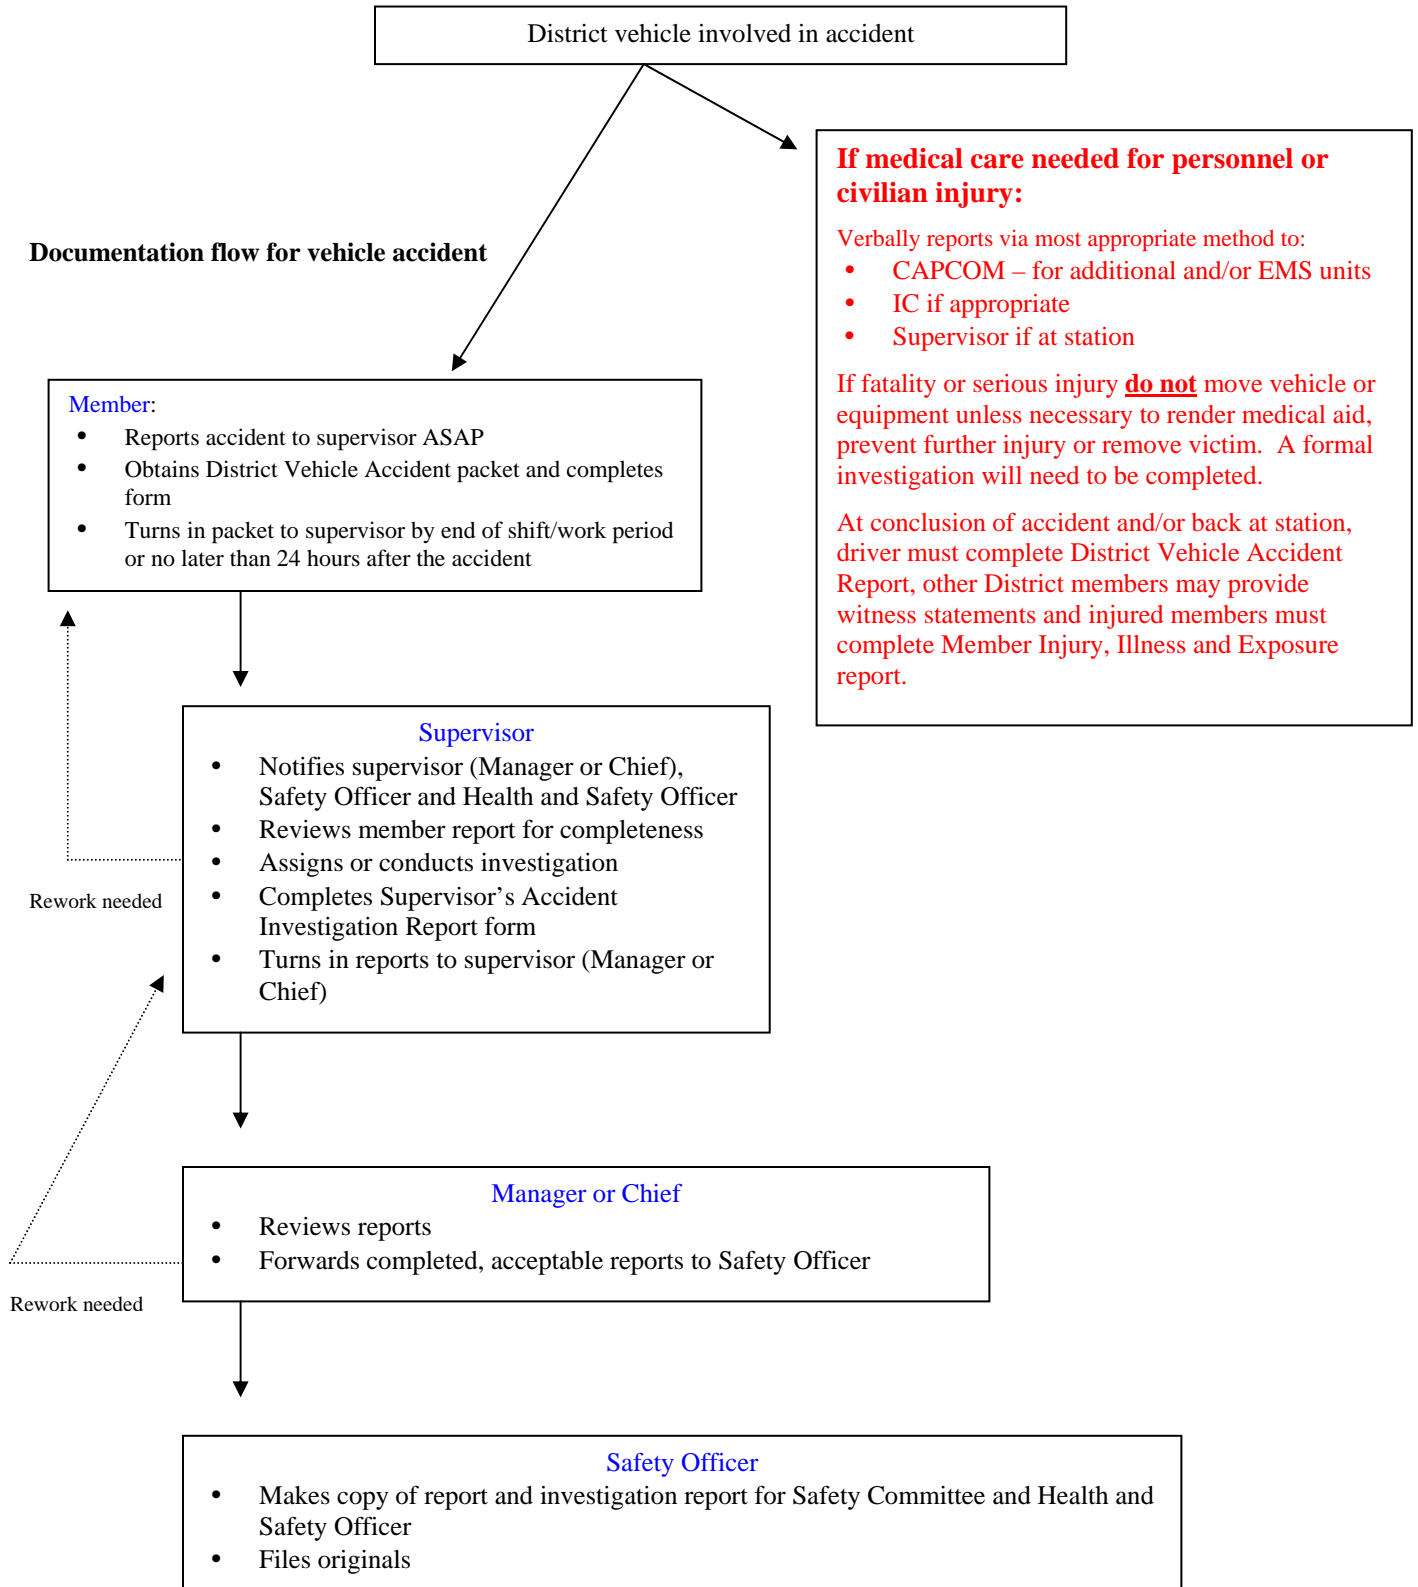 District vehicle involved in accident
If medical care needed for personnel or
civilian injury:
Verbally reports via most appropriate method to:
• CAPCOM – for additional and/or EMS units
• IC if appropriate
• Supervisor if at station
If fatality or serious injury do not move vehicle or
equipment unless necessary to render medical aid,
prevent further injury or remove victim.  A formal
investigation will need to be completed.
At conclusion of accident and/or back at station,
driver must complete District Vehicle Accident
Report, other District members may provide
witness statements and injured members must
complete Member Injury, Illness and Exposure
report.
Documentation flow for vehicle accident
Member:
• Reports accident to supervisor ASAP
• Obtains District Vehicle Accident packet and completes
form
• Turns in packet to supervisor by end of shift/work period
or no later than 24 hours after the accident
Supervisor
• Notifies supervisor (Manager or Chief),
Safety Officer and Health and Safety Officer
• Reviews member report for completeness
• Assigns or conducts investigation
• Completes Supervisor’s Accident
Investigation Report form
• Turns in reports to supervisor (Manager or
Chief)
Rework needed
Manager or Chief
• Reviews reports
• Forwards completed, acceptable reports to Safety Officer
Rework needed
Safety Officer
• Makes copy of report and investigation report for Safety Committee and Health and
Safety Officer
• Files originals